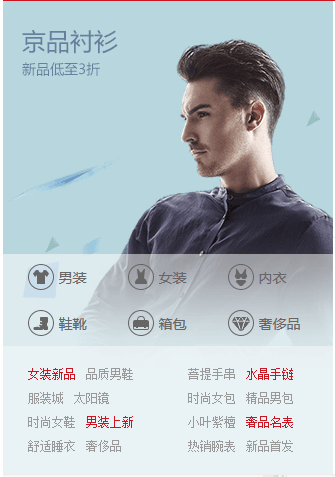 京品衬衫
新品低至3折
男装 女装 内衣
鞋靴 箱包 奢侈品
女装新品 品质男鞋 菩提手串 水晶手链
服装城 太阳镜 时尚女包 精品男包
时尚女鞋 男装上新 小叶紫檀 奢品名表
舒适睡衣 奢侈品 热销腕表 新品首发